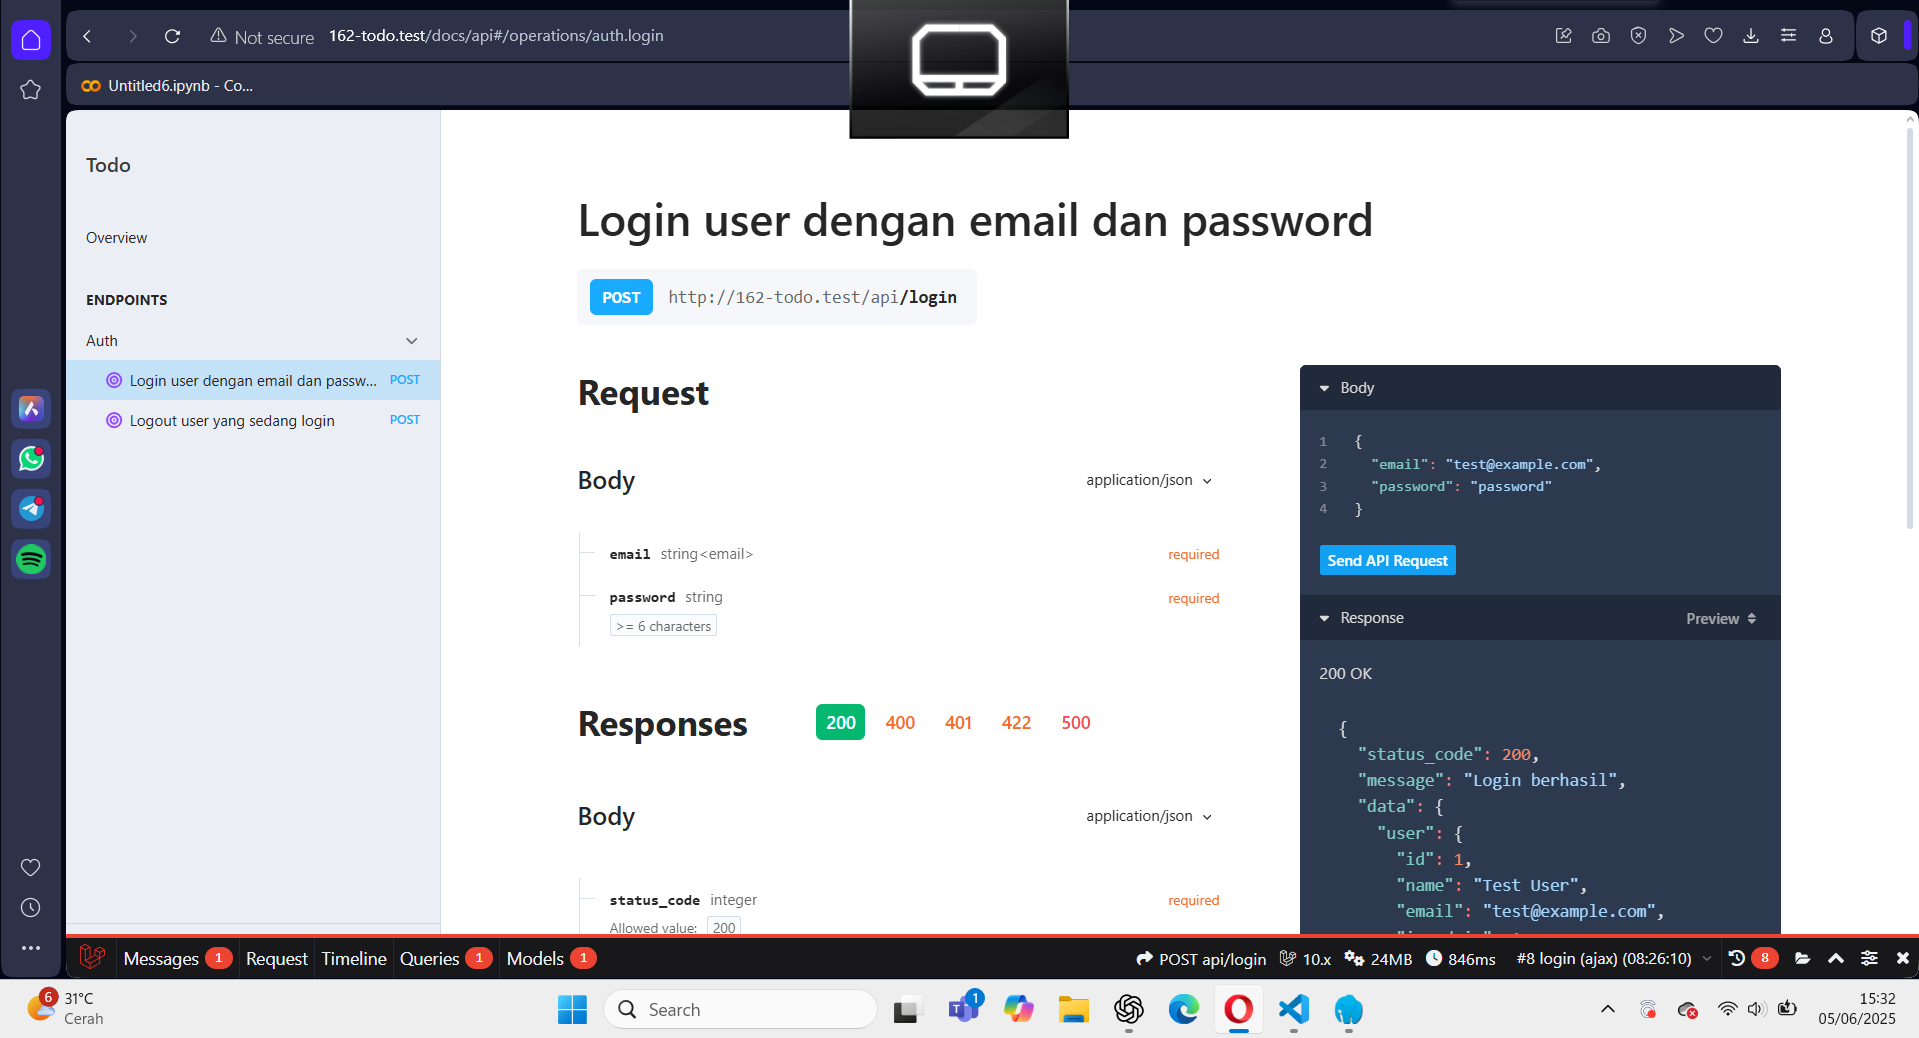 Not secure 162-todo.test/docs/api#/operations/auth.login
Untitled6.ipynb - Co...
Todo
Overview
ENDPOINTS
Auth
Login user dengan email dan passw... POST
Logout user yang sedang login POST
Login user dengan email dan password
POST http://162-todo.test/api/login
Request
Body application/json
email string<email> required
password string required
>= 6 characters
Responses 200 400 401 422 500
Body application/json
status_code integer required
Allowed value: 200
Body
1 {
2 "email": "test@example.com",
3 "password": "password"
4 }
Send API Request
Response Preview
200 OK
{
"status_code": 200,
"message": "Login berhasil",
"data": {
"user": {
"id": 1,
"name": "Test User",
"email": "test@example.com",
Messages 1 Request Timeline Queries 1 Models 1 POST api/login 10.x 24MB 846ms #8 login (ajax) (08:26:10) 8
6 31°C
Cerah
Search
1
15:32
05/06/2025